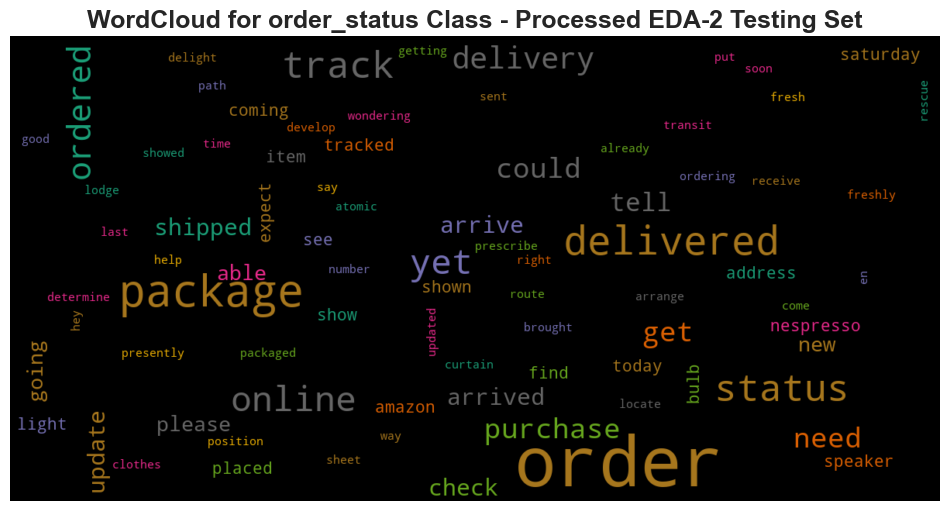 WordCloud for order_status Class - Processed EDA-2 Testing Set
ordered
delight
track
getting
delivery
put
soon
saturday
path
coming
sent
fresh
rescue
good
develop
wondering
transit
showed
time
item
tracked
already
could
ordering
receive
lodge
say
expect
atomic
tell
freshly
last
shipped
see
arrive
prescribe
delivered
help
able
number
yet
right
address
en
determine
package
shown
route
arrange
come
hey
show
updated
brought
get
nespresso
new
going
presently
packaged
curtain
find
today
bulb
status
light
update
please
online
amazon
arrived
locate
position
way
purchase
need
clothes
placed
sheet
check
order
speaker